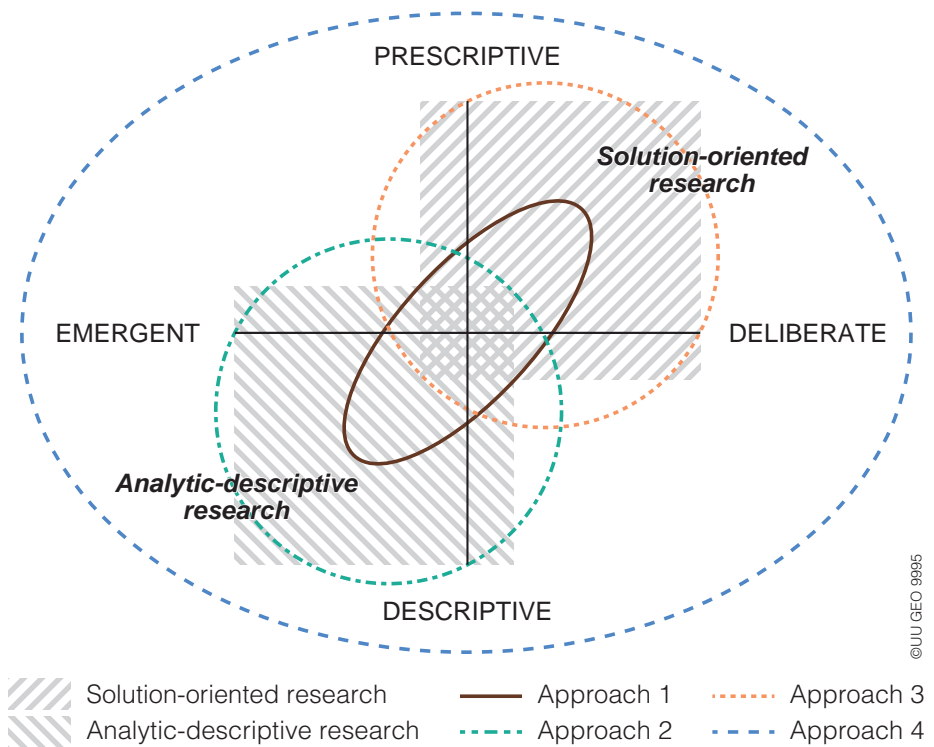 PRESCRIPTIVE
Solution-oriented
research
EMERGENT
DELIBERATE
Analytic-descriptive
research
DESCRIPTIVE
©UU GEO 9995
Solution-oriented research
Analytic-descriptive research
Approach 1
Approach 2
Approach 3
Approach 4